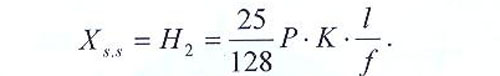 X_{s.s} = H_2 = \frac{25}{128} P \cdot K \cdot \frac{l}{f} .